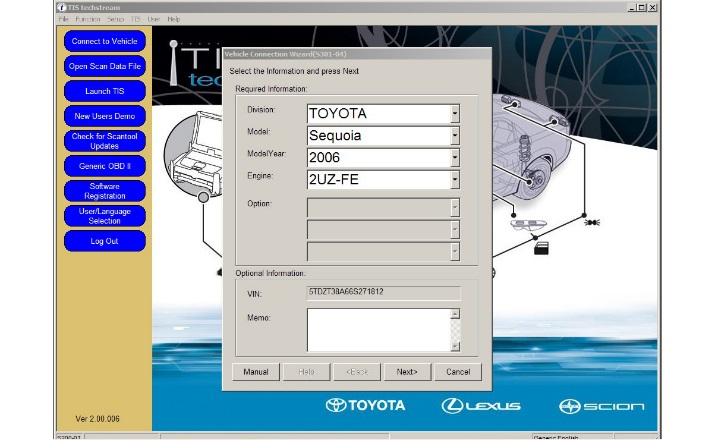 TIS techstream
File Function Setup TIS User Help
Connect to Vehicle
Open Scan Data File
Launch TIS
New Users Demo
Check for Scantool
Updates
Generic OBD II
Software
Registration
User/Language
Selection
Log Out
Ver 2.00.006
TIS
tec
Vehicle Connection Wizard(S301-04)
Select the Information and press Next
Required Information:
Division: TOYOTA
Model: Sequoia
ModelYear: 2006
Engine: 2UZ-FE
Option:
Optional Information:
VIN: 5TDZT38A66S271812
Memo:
Manual Help <Back Next> Cancel
TOYOTA LEXUS SCION
S300-01 Generic English